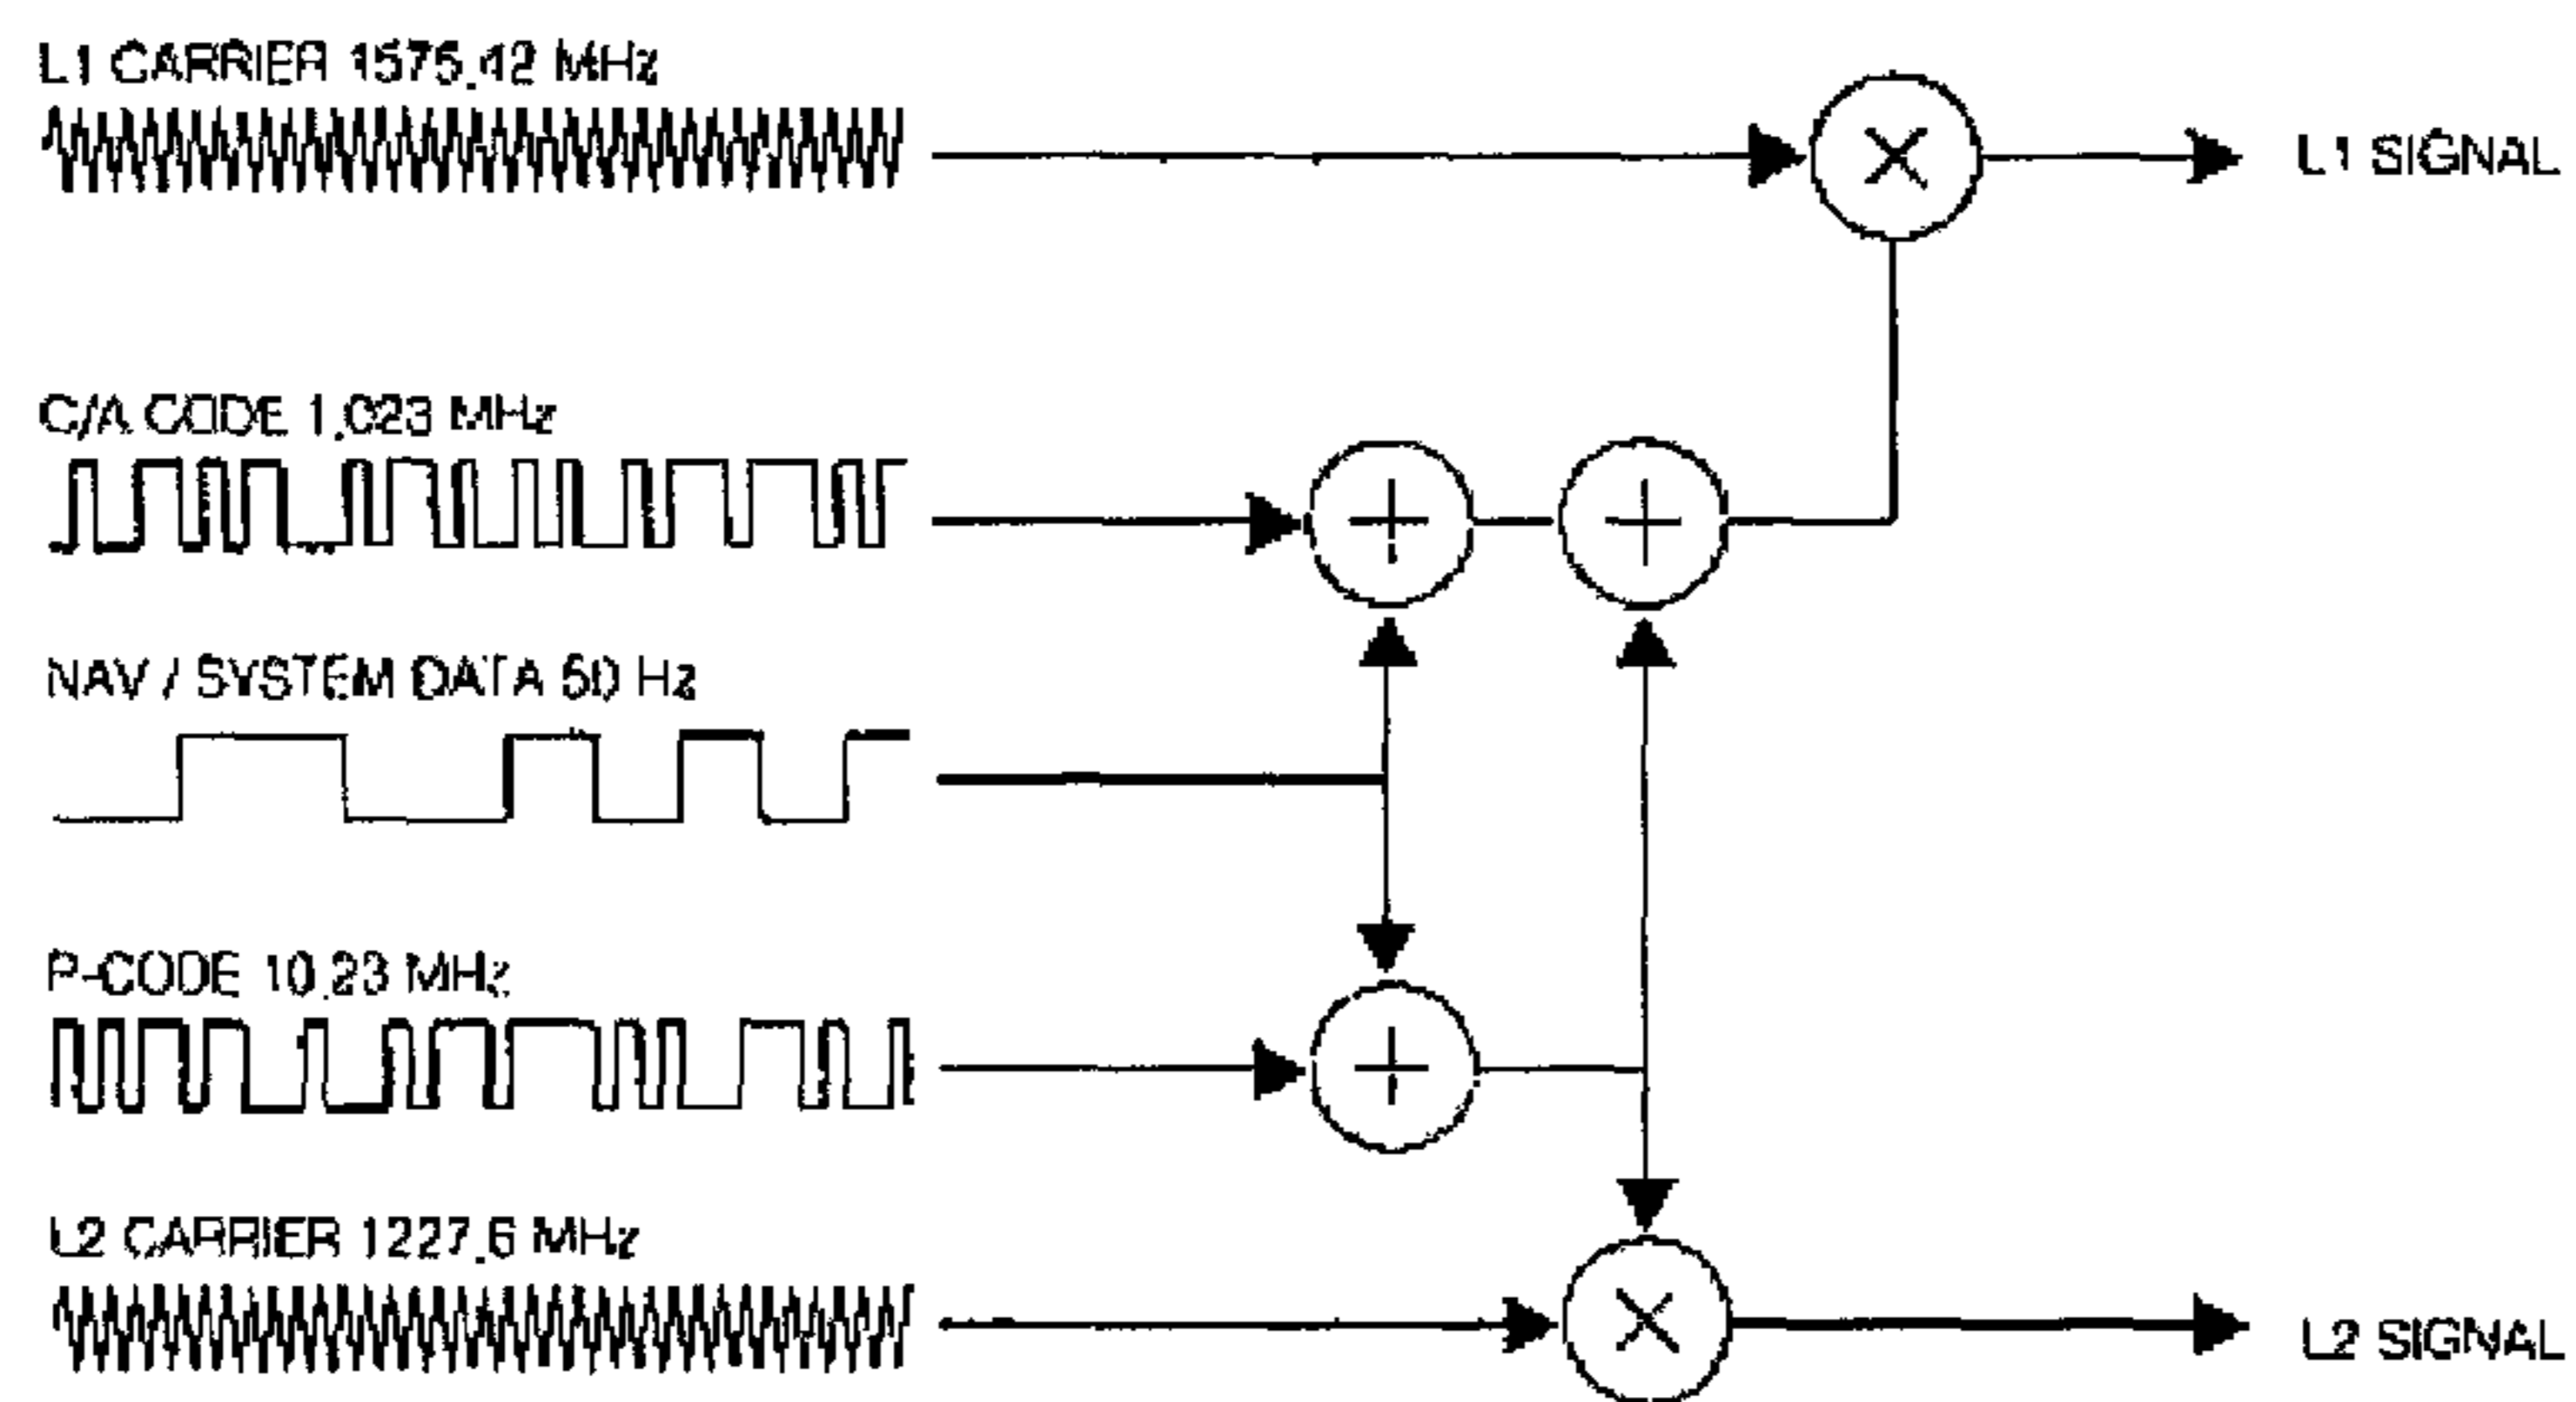 L1 CARRIER 1575.42 MHz
L1 SIGNAL
C/A CODE 1.023 MHz
NAV / SYSTEM DATA 50 Hz
P-CODE 10.23 MHz
L2 CARRIER 1227.6 MHz
L2 SIGNAL